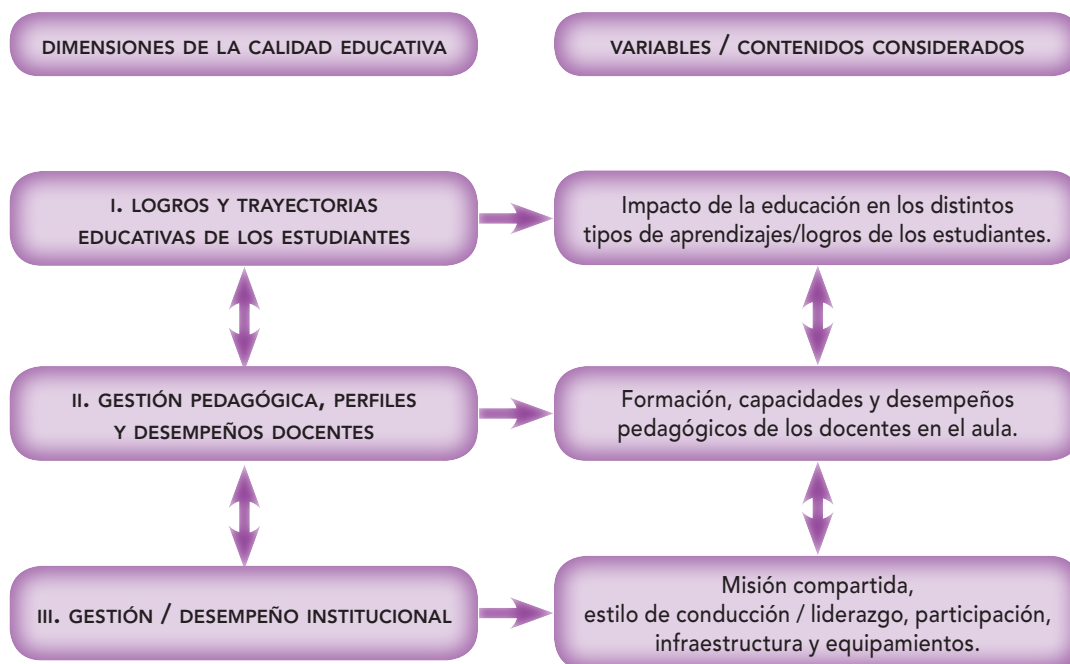 DIMENSIONES DE LA CALIDAD EDUCATIVA
VARIABLES / CONTENIDOS CONSIDERADOS
I. LOGROS Y TRAYECTORIAS
EDUCATIVAS DE LOS ESTUDIANTES
Impacto de la educación en los distintos
tipos de aprendizajes/logros de los estudiantes.
II. GESTIÓN PEDAGÓGICA, PERFILES
Y DESEMPEÑOS DOCENTES
Formación, capacidades y desempeños
pedagógicos de los docentes en el aula.
III. GESTIÓN / DESEMPEÑO INSTITUCIONAL
Misión compartida,
estilo de conducción / liderazgo, participación,
infraestructura y equipamientos.